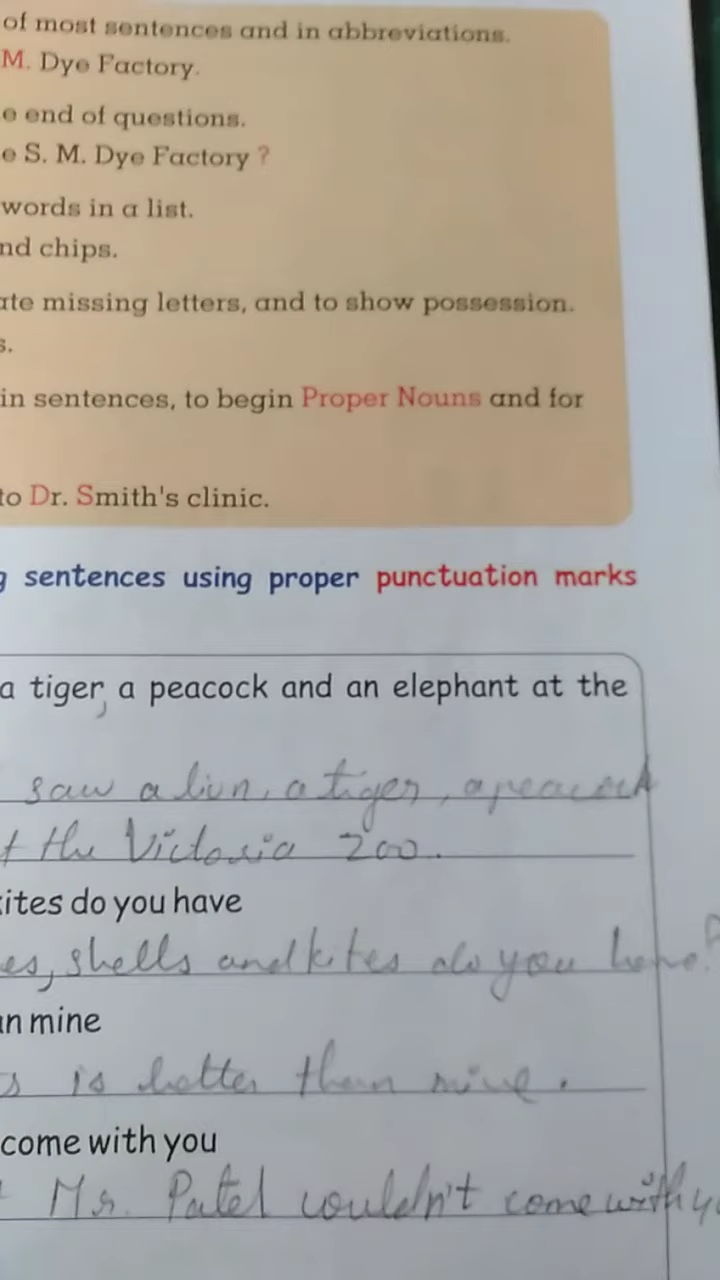 of most sentences and in abbreviations.
M. Dye Factory.
e end of questions.
e S. M. Dye Factory ?
words in a list.
nd chips.
ate missing letters, and to show possession.
s.
in sentences, to begin Proper Nouns and for
to Dr. Smith's clinic.
g sentences using proper punctuation marks
a tiger, a peacock and an elephant at the
saw a lion, a tiger, a peacock
t the Victoria Zoo.
kites do you have
es, shells and kites do you have?
an mine
s is better than mine.
come with you
Mr. Patel couldn't come with yo